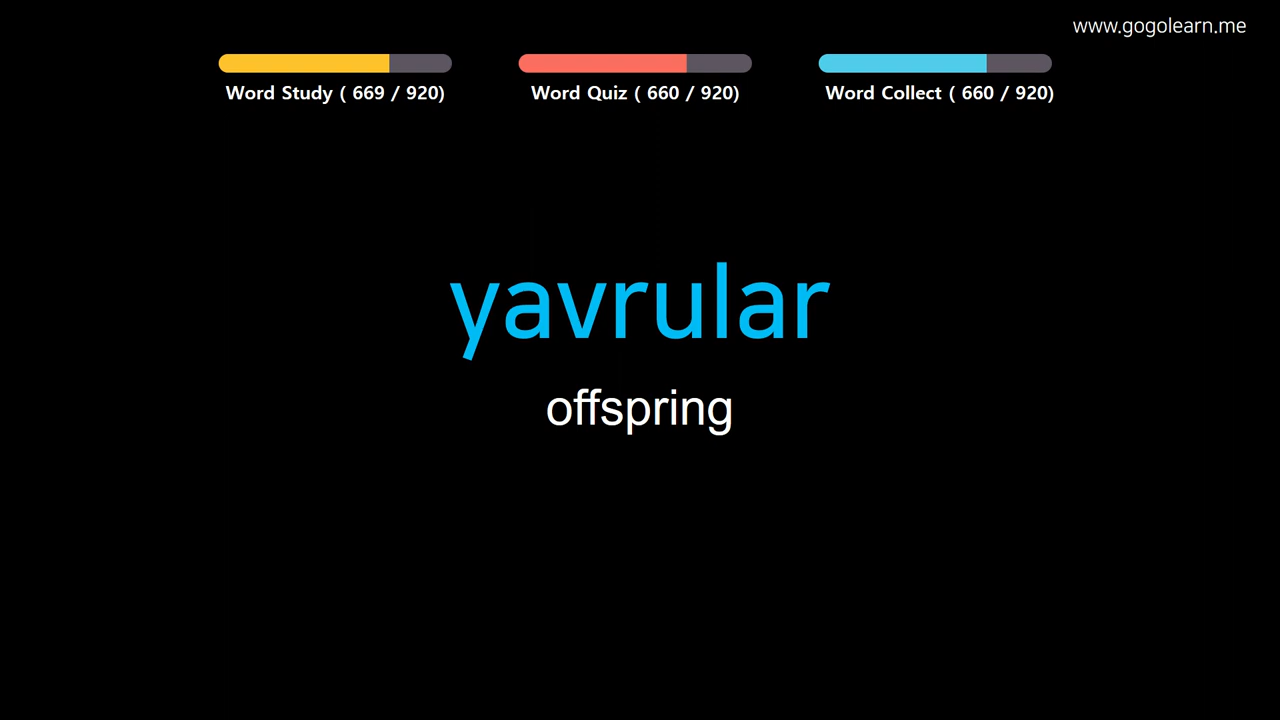 www.gogolearn.me
Word Study ( 669 / 920)
Word Quiz ( 660 / 920)
Word Collect ( 660 / 920)
yavrular
offspring